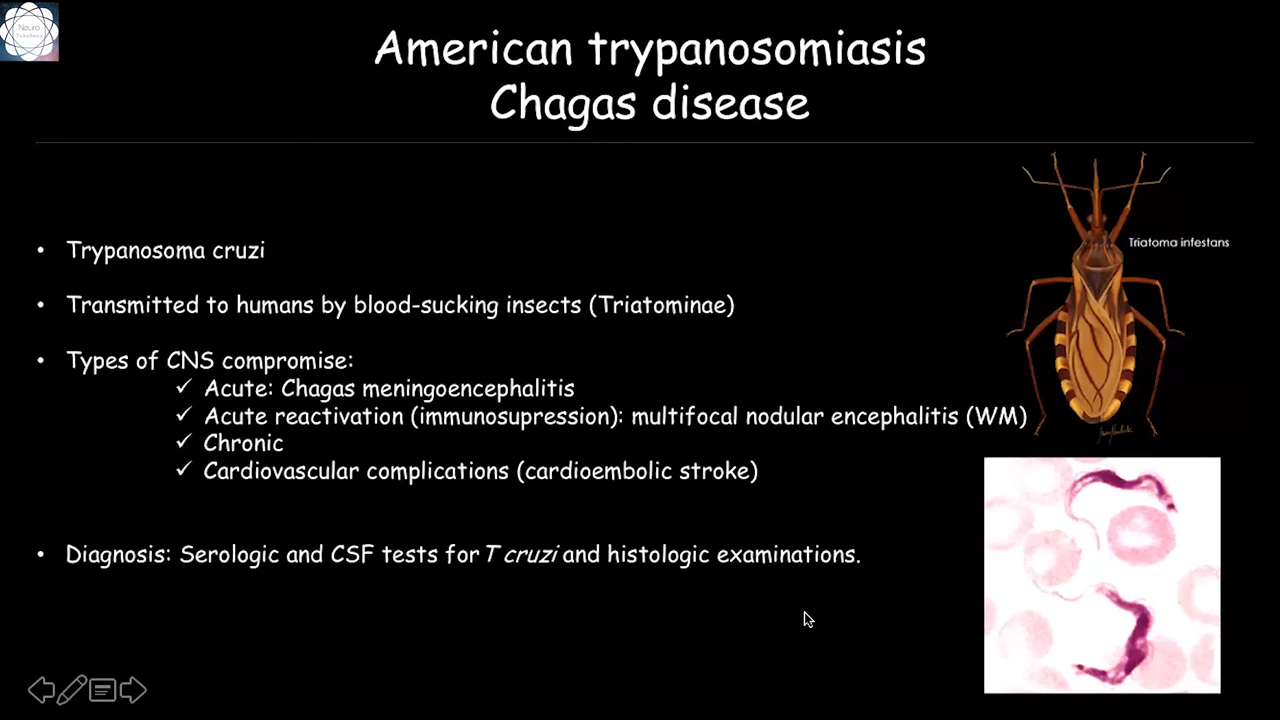 Neuro
American trypanosomiasis
Chagas disease
• Trypanosoma cruzi
• Transmitted to humans by blood-sucking insects (Triatominae)
• Types of CNS compromise:
✓ Acute: Chagas meningoencephalitis
✓ Acute reactivation (immunosupression): multifocal nodular encephalitis (WM)
✓ Chronic
✓ Cardiovascular complications (cardioembolic stroke)
• Diagnosis: Serologic and CSF tests for T cruzi and histologic examinations.
Triatoma infestans